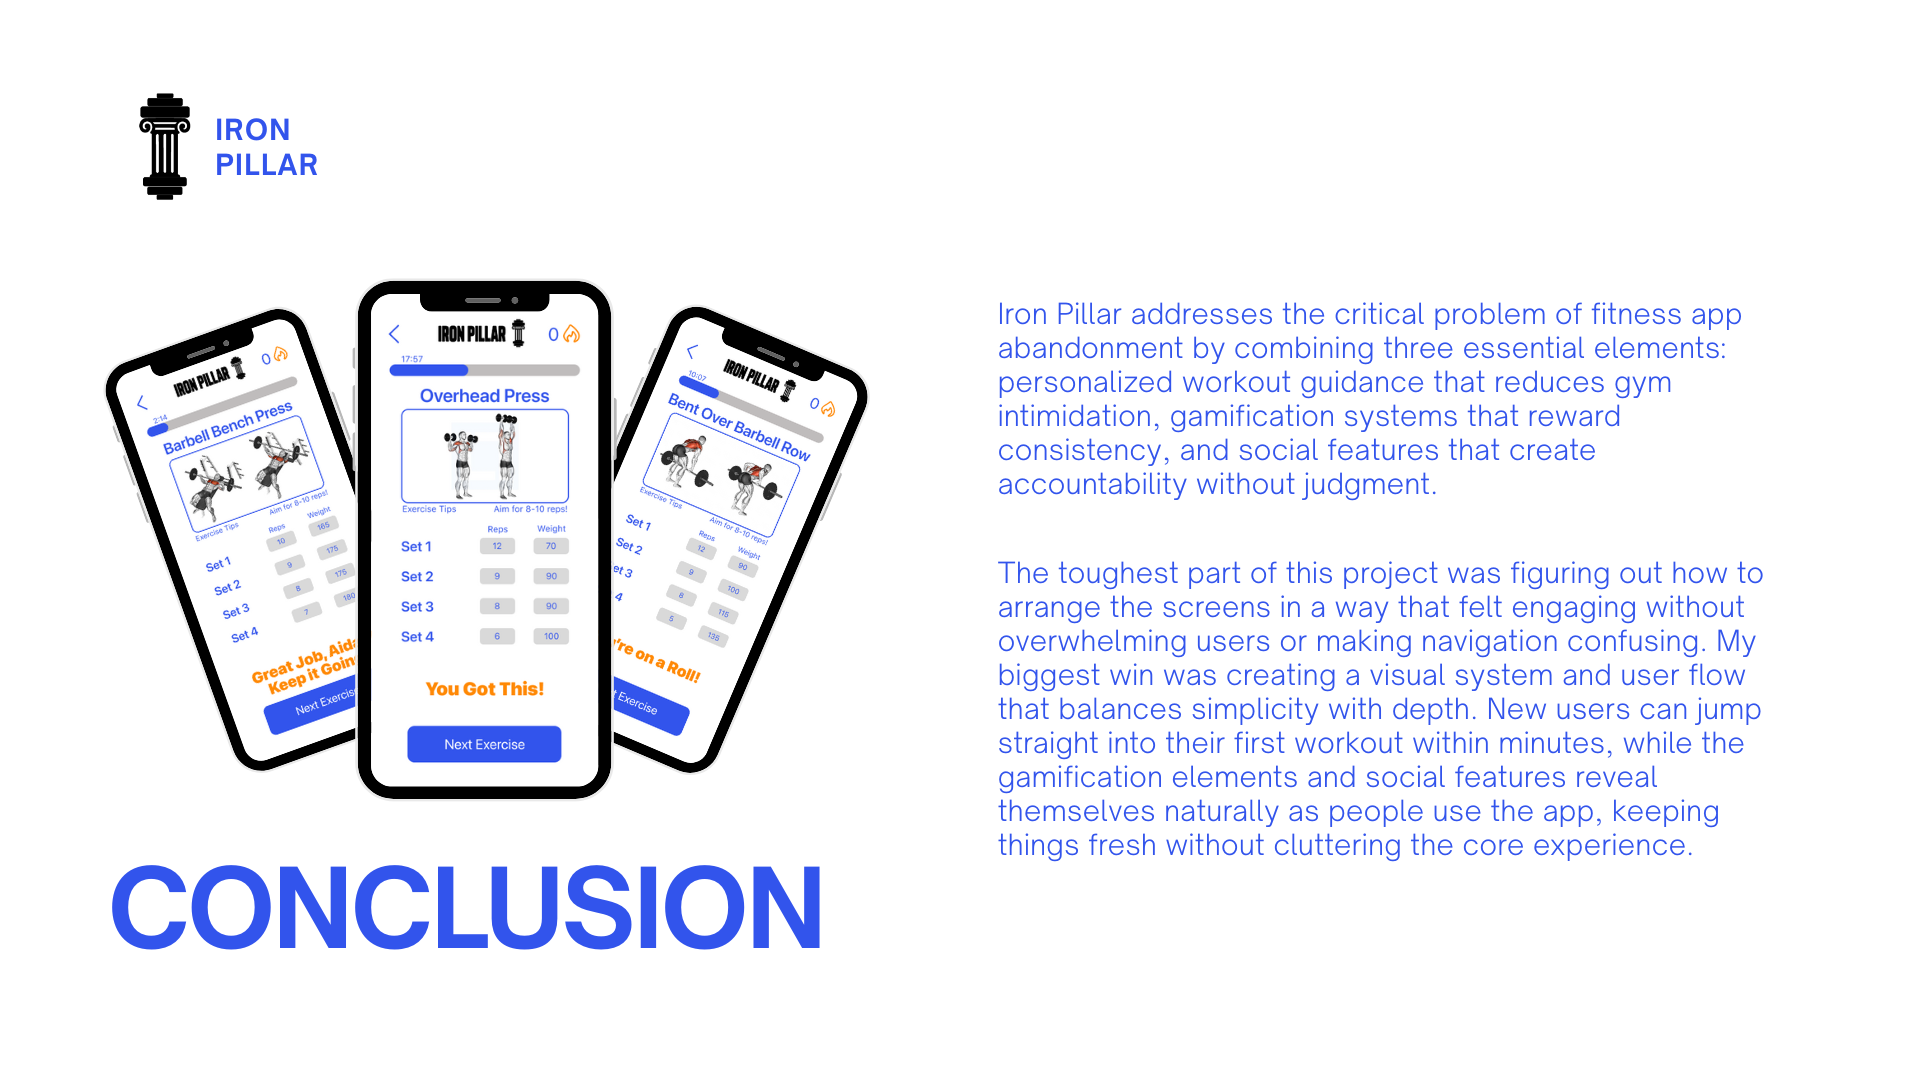 IRON
PILLAR
IRON PILLAR
0
2:14
Barbell Bench Press
Exercise Tips
Aim for 8-10 reps!
Reps
Weight
Set 1
10
165
Set 2
9
175
Set 3
8
175
Set 4
7
180
Great Job, Aid
Keep it Goin
Next Exercis
IRON PILLAR
0
17:57
Overhead Press
Exercise Tips
Aim for 8-10 reps!
Reps
Weight
Set 1
12
70
Set 2
9
90
Set 3
8
90
Set 4
6
100
You Got This!
Next Exercise
IRON PILLAR
0
10:07
Bent Over Barbell Row
Exercise Tips
Aim for 8-10 reps!
Reps
Weight
Set 1
12
90
Set 2
9
100
et 3
8
115
4
5
135
're on a Roll!
t Exercise
CONCLUSION
Iron Pillar addresses the critical problem of fitness app
abandonment by combining three essential elements:
personalized workout guidance that reduces gym
intimidation, gamification systems that reward
consistency, and social features that create
accountability without judgment.
The toughest part of this project was figuring out how to
arrange the screens in a way that felt engaging without
overwhelming users or making navigation confusing. My
biggest win was creating a visual system and user flow
that balances simplicity with depth. New users can jump
straight into their first workout within minutes, while the
gamification elements and social features reveal
themselves naturally as people use the app, keeping
things fresh without cluttering the core experience.